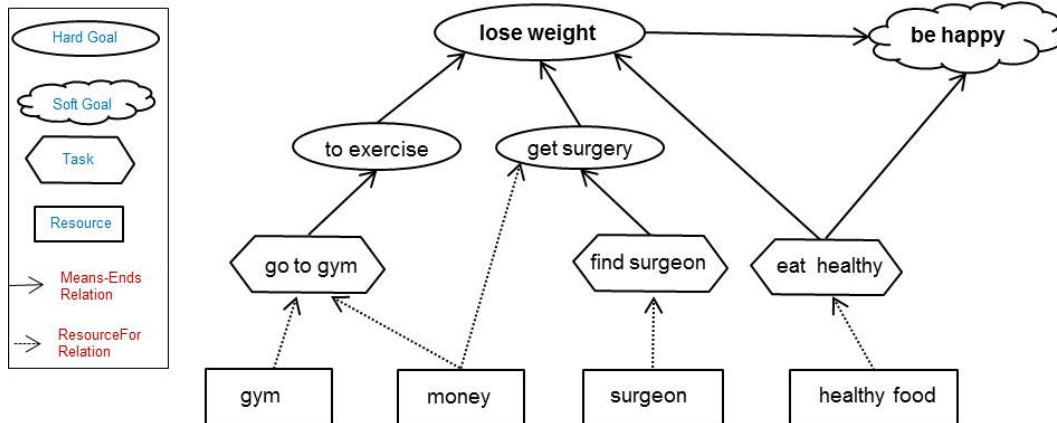 Hard Goal
Soft Goal
Task
Resource
Means-Ends
Relation
ResourceFor
Relation
lose weight
be happy
to exercise
get surgery
go to gym
find surgeon
eat healthy
gym
money
surgeon
healthy food